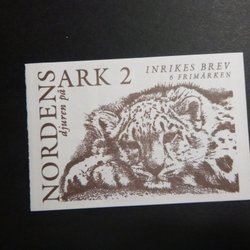 NORDENS
djuren på
ARK 2
INRIKES BREV
6 FRIMÄRKEN